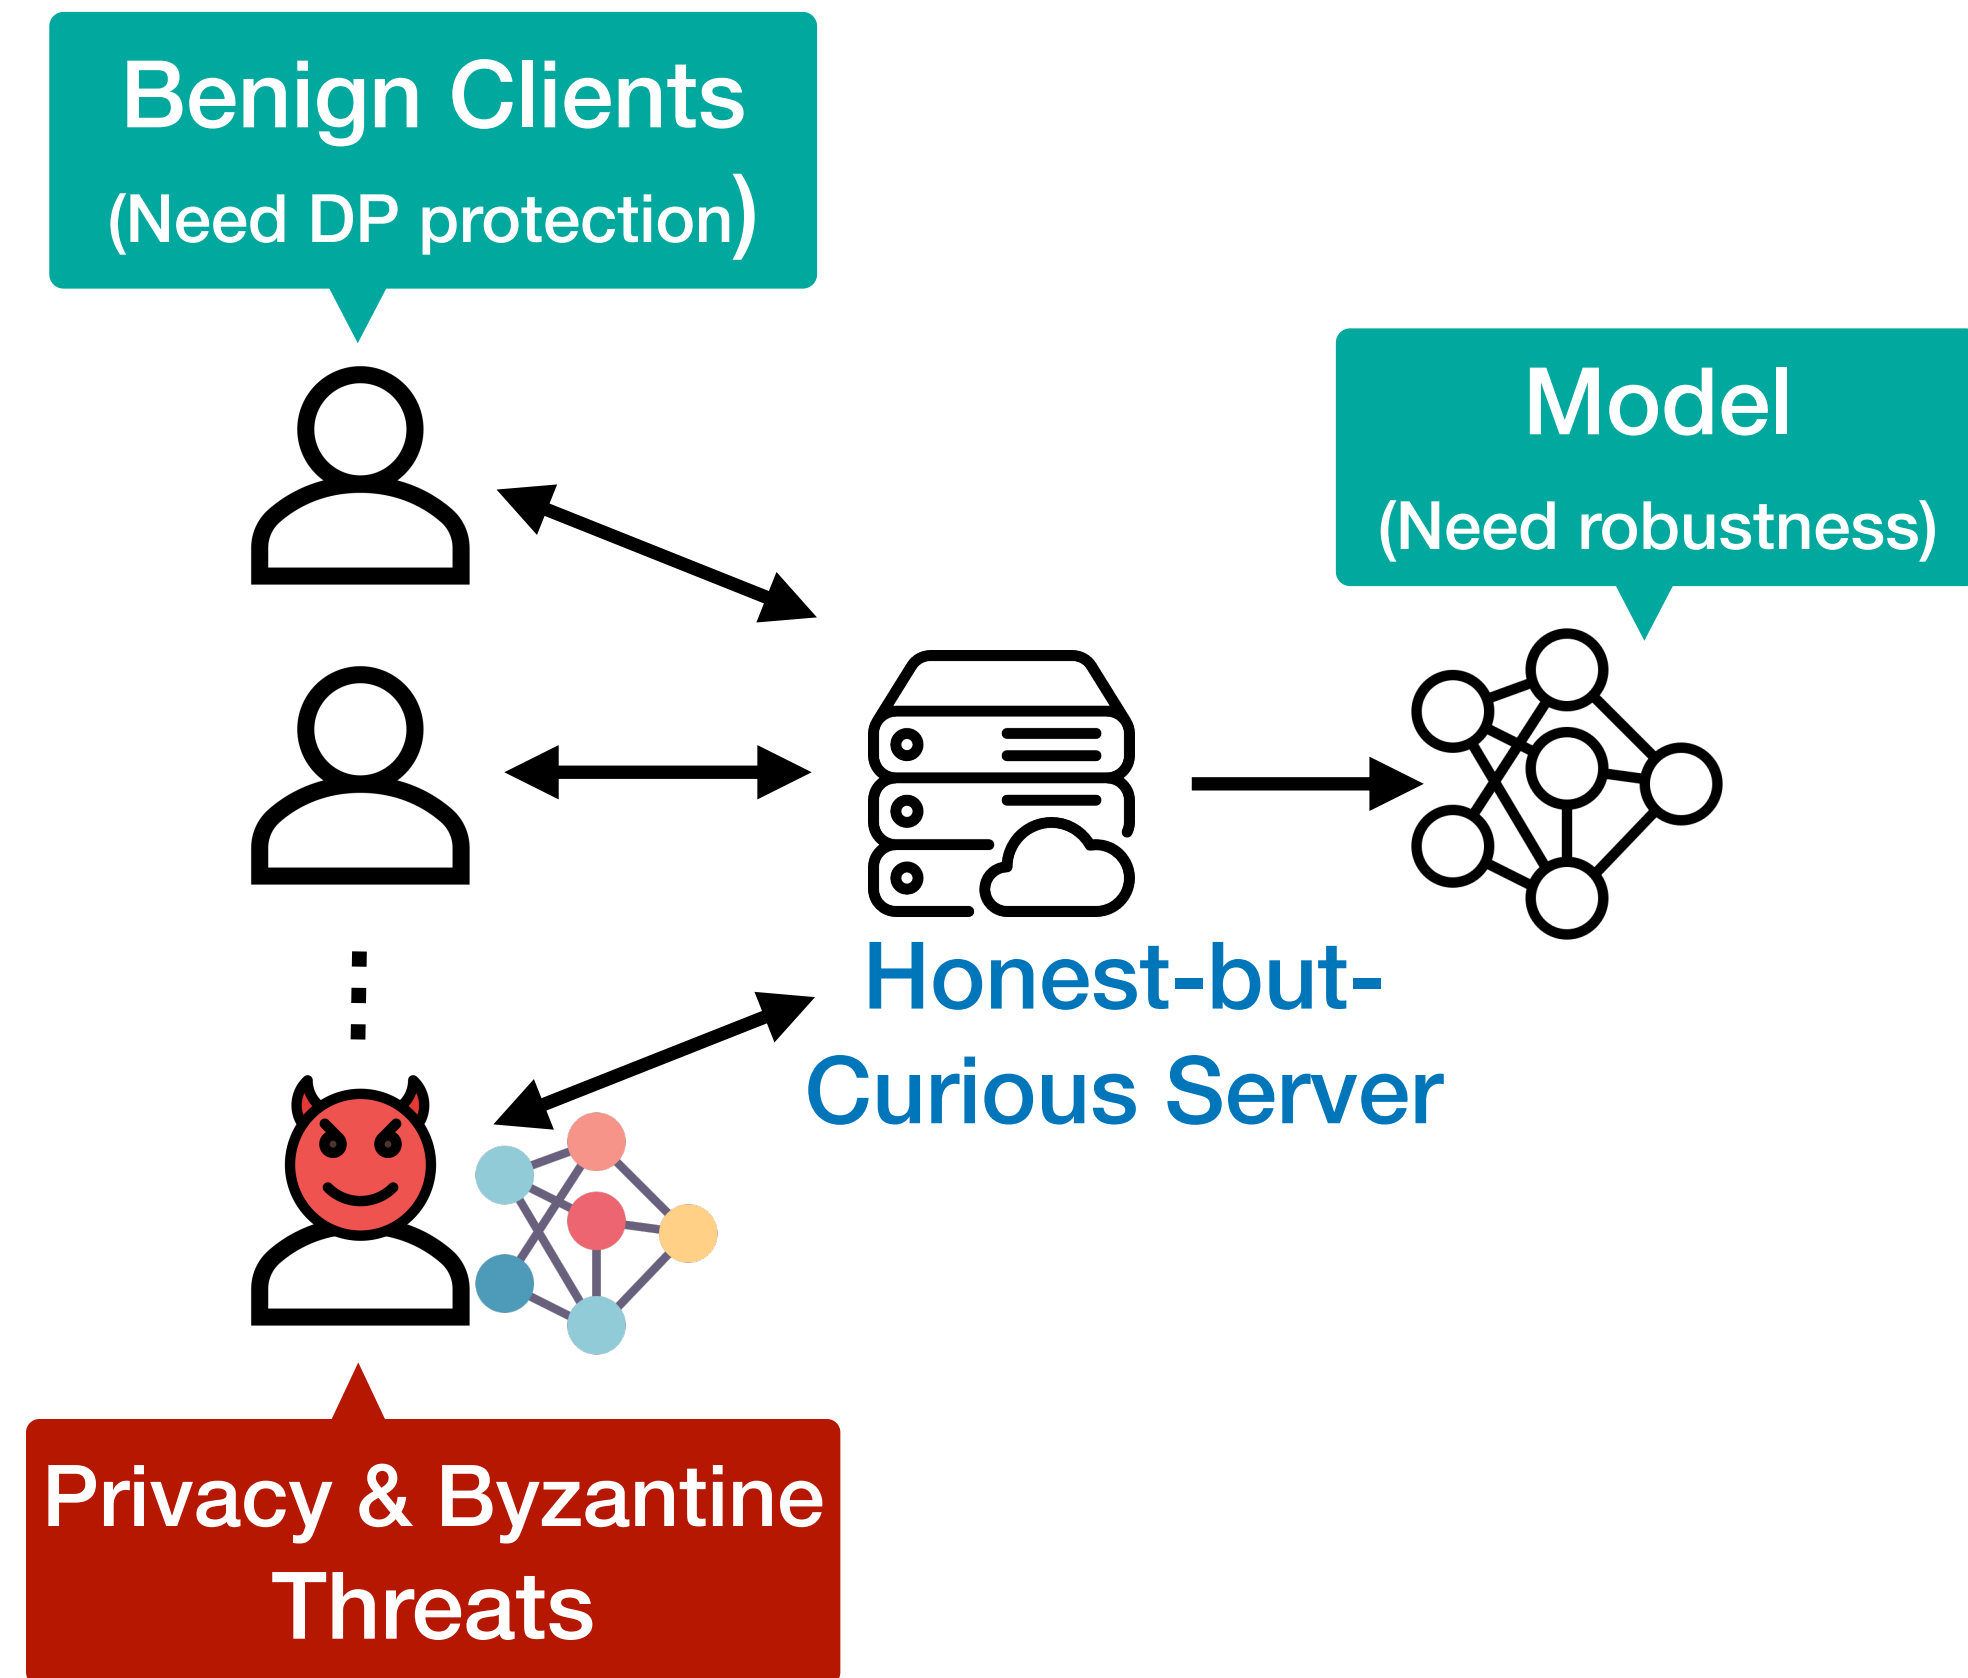 Benign Clients
(Need DP protection)
Model
(Need robustness)
Honest-but-
Curious Server
Privacy & Byzantine
Threats